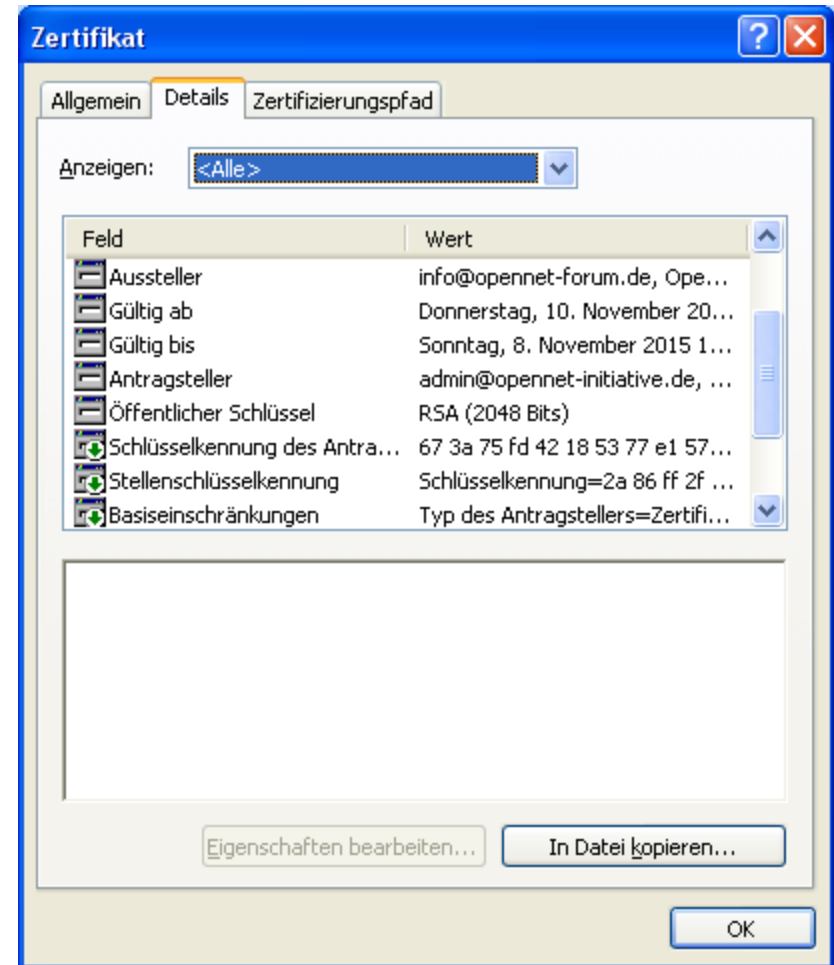 Zertifikat
Allgemein Details Zertifizierungspfad
Anzeigen: <Alle>
Feld Wert
Aussteller info@opennet-forum.de, Ope...
Gültig ab Donnerstag, 10. November 20...
Gültig bis Sonntag, 8. November 2015 1...
Antragsteller admin@opennet-initiative.de, ...
Öffentlicher Schlüssel RSA (2048 Bits)
Schlüsselkennung des Antra... 67 3a 75 fd 42 18 53 77 e1 57...
Stellenschlüsselkennung Schlüsselkennung=2a 86 ff 2f ...
Basiseinschränkungen Typ des Antragstellers=Zertifi...
Eigenschaften bearbeiten... In Datei kopieren...
OK